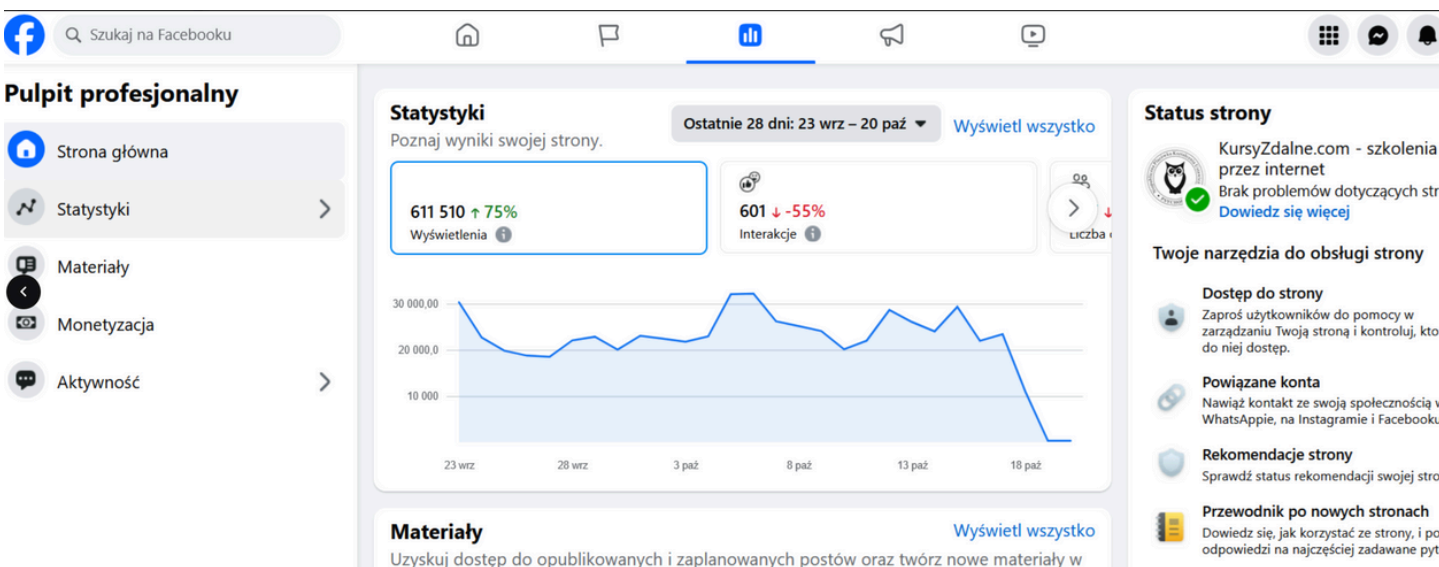 Szukaj na Facebooku
Pulpit profesjonalny
Strona główna
Statystyki
Materiały
Monetyzacja
Aktywność
Statystyki
Poznaj wyniki swojej strony.
Ostatnie 28 dni: 23 wrz – 20 paź
Wyświetl wszystko
611 510 ↑ 75%
Wyświetlenia
601 ↓ -55%
Interakcje
Liczba
30 000,00
20 000,0
10 000
23 wrz
28 wrz
3 paź
8 paź
13 paź
18 paź
Materiały
Wyświetl wszystko
Uzyskuj dostęp do opublikowanych i zaplanowanych postów oraz twórz nowe materiały w
Status strony
KursyZdalne.com - szkolenia
przez internet
Brak problemów dotyczących
Dowiedz się więcej
Twoje narzędzia do obsługi strony
Dostęp do strony
Zaproś użytkowników do pomocy w
zarządzaniu Twoją stroną i kontroluj, kto
do niej dostęp.
Powiązane konta
Nawiąż kontakt ze swoją społecznością
WhatsAppie, na Instagramie i Facebooku
Rekomendacje strony
Sprawdź status rekomendacji swojej
Przewodnik po nowych stronach
Dowiedz się, jak korzystać ze strony, i
odpowiedzi na najczęściej zadawane